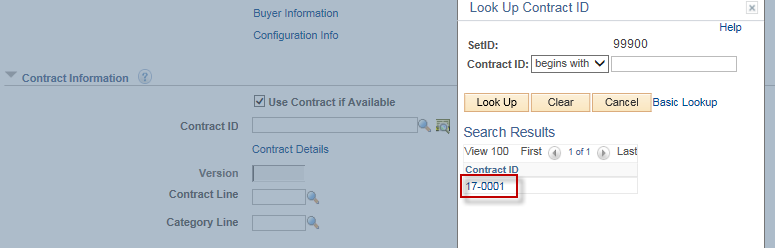 Buyer Information
Configuration Info
Contract Information ?
Use Contract if Available
Contract ID
Contract Details
Version
Contract Line
Category Line
Look Up Contract ID
Help
SetID: 99900
Contract ID: begins with
Look Up Clear Cancel Basic Lookup
Search Results
View 100 First 1 of 1 Last
Contract ID
17-0001